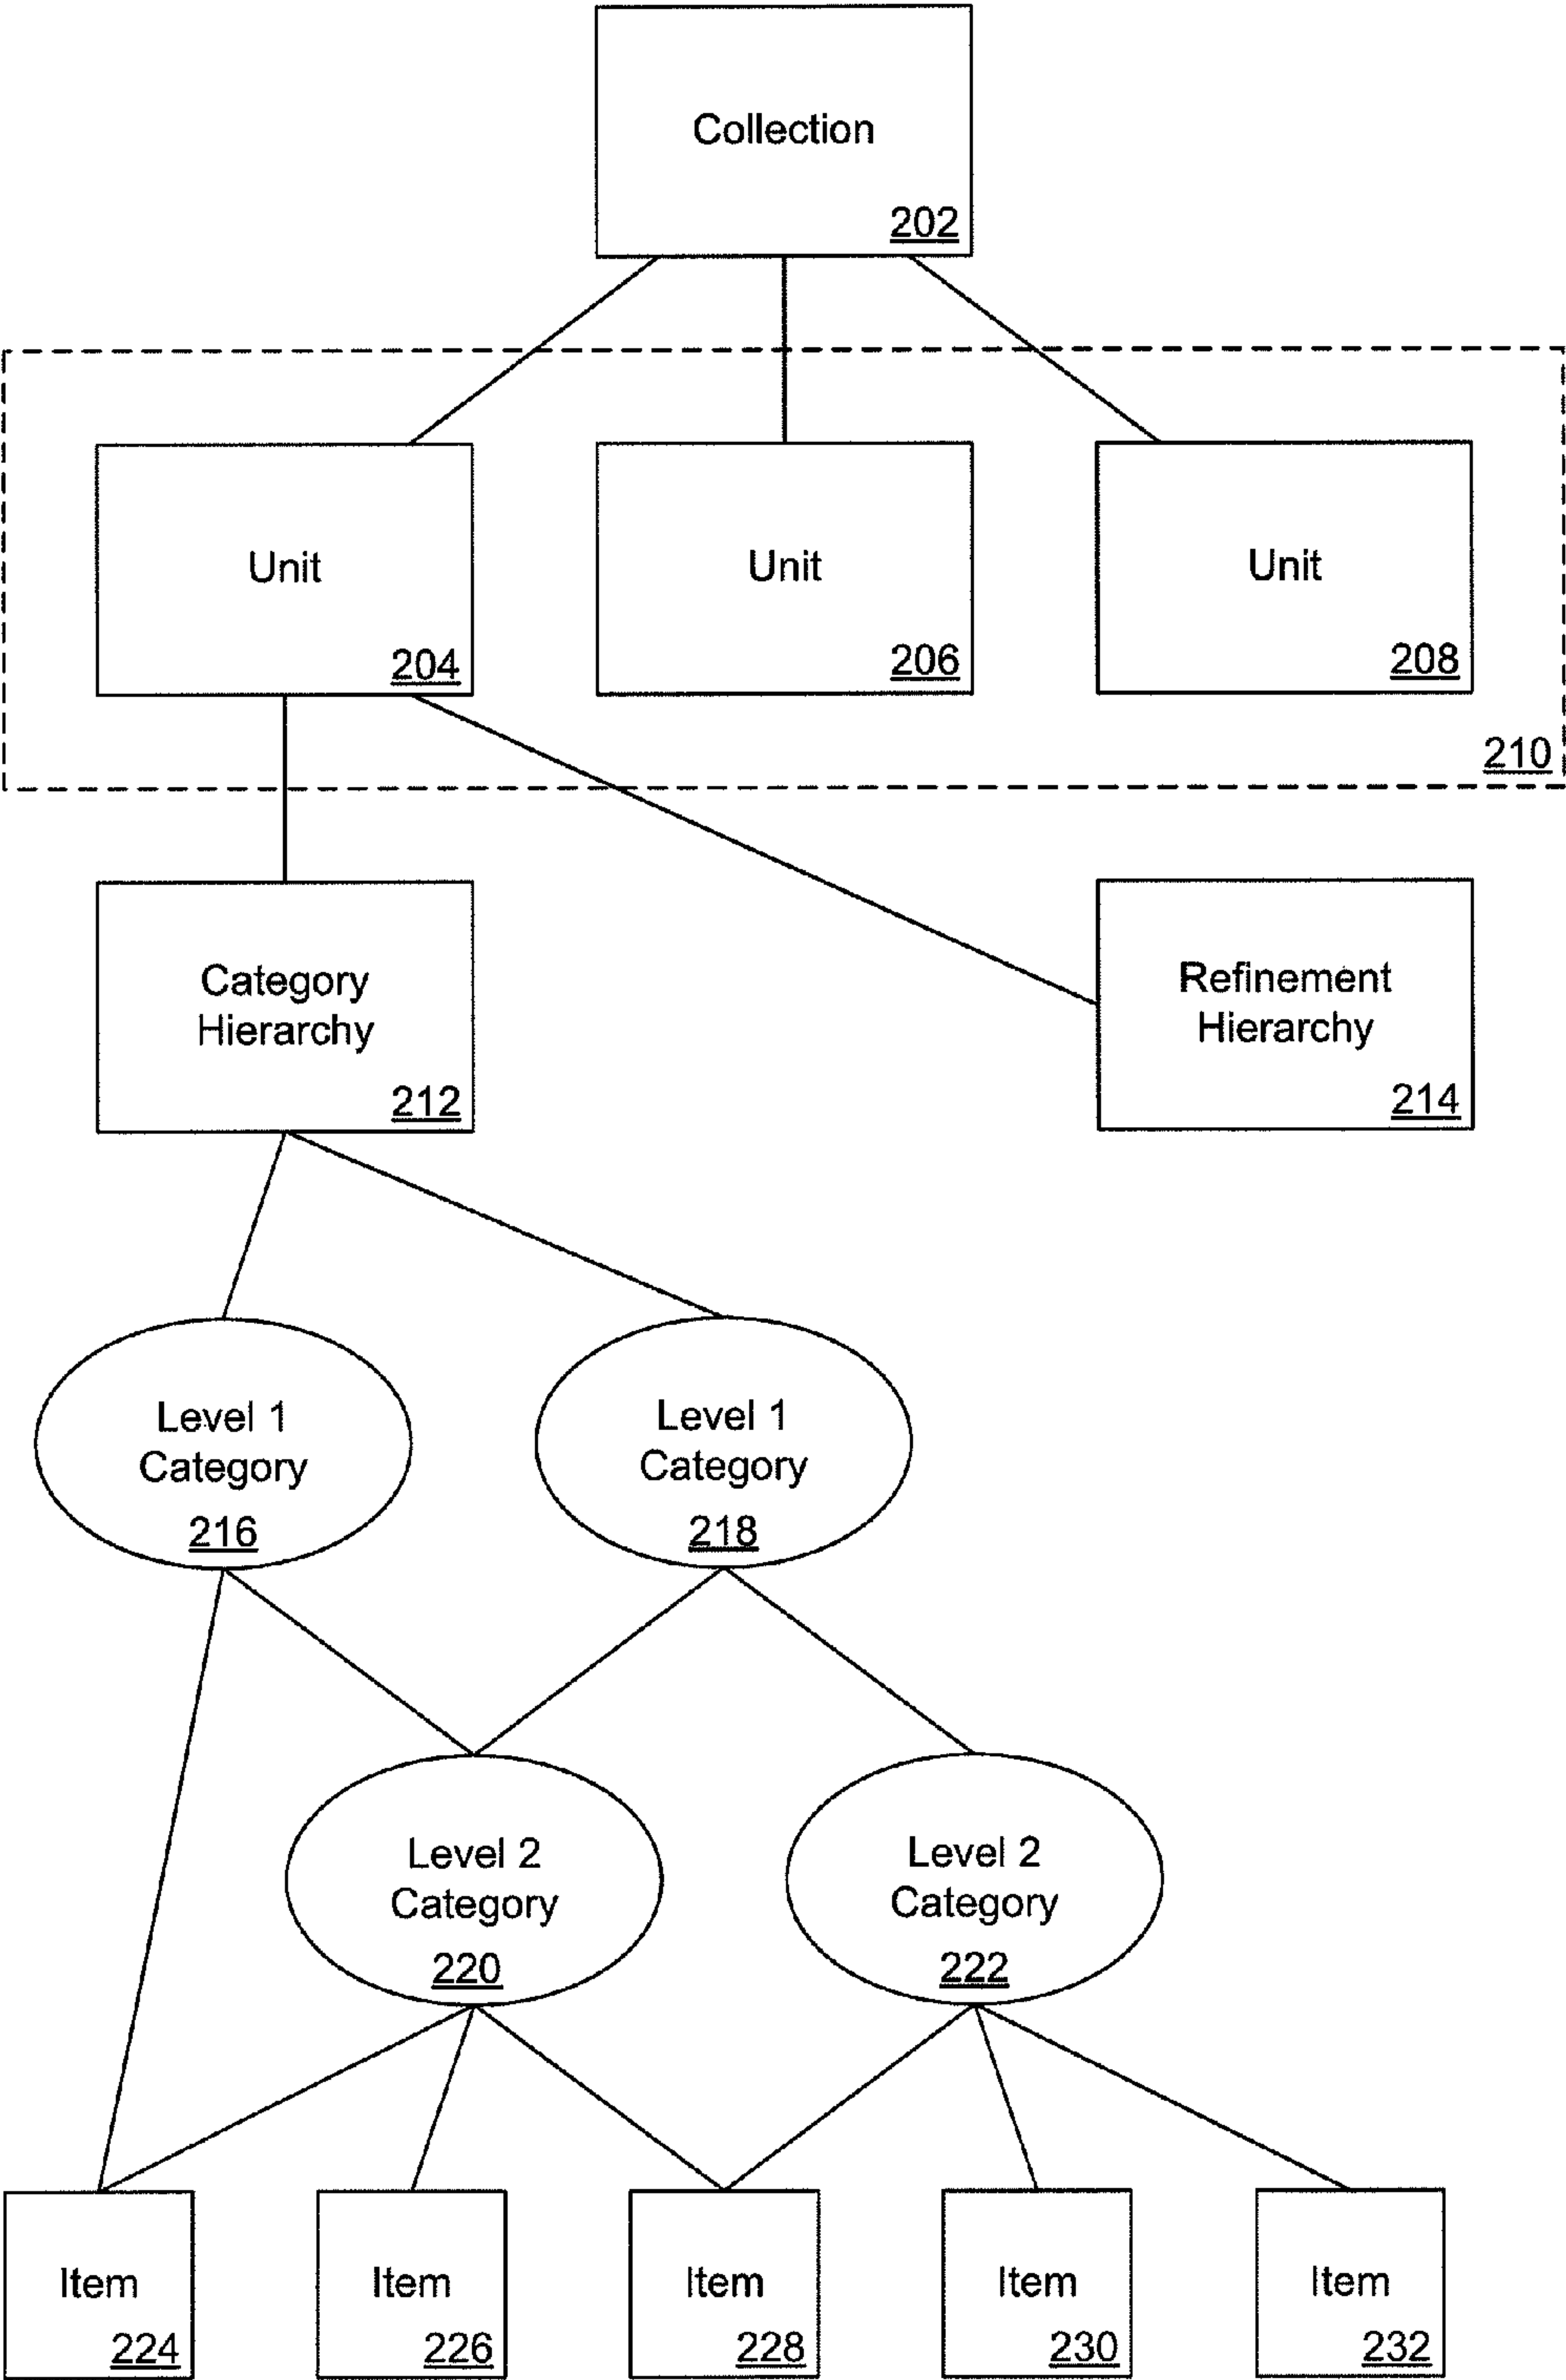 Collection
202
Unit
204
Unit
206
Unit
208
210
Category
Hierarchy
212
Refinement
Hierarchy
214
Level 1
Category
216
Level 1
Category
218
Level 2
Category
220
Level 2
Category
222
Item
224
Item
226
Item
228
Item
230
Item
232